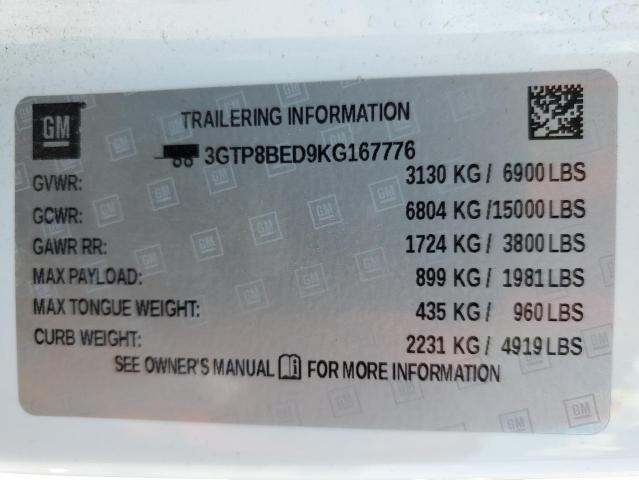 GM
TRAILERING INFORMATION
3GTP8BED9KG167776
GVWR: 3130 KG / 6900 LBS
GCWR: 6804 KG /15000 LBS
GAWR RR: 1724 KG / 3800 LBS
MAX PAYLOAD: 899 KG / 1981 LBS
MAX TONGUE WEIGHT: 435 KG / 960 LBS
CURB WEIGHT: 2231 KG / 4919 LBS
SEE OWNER'S MANUAL FOR MORE INFORMATION